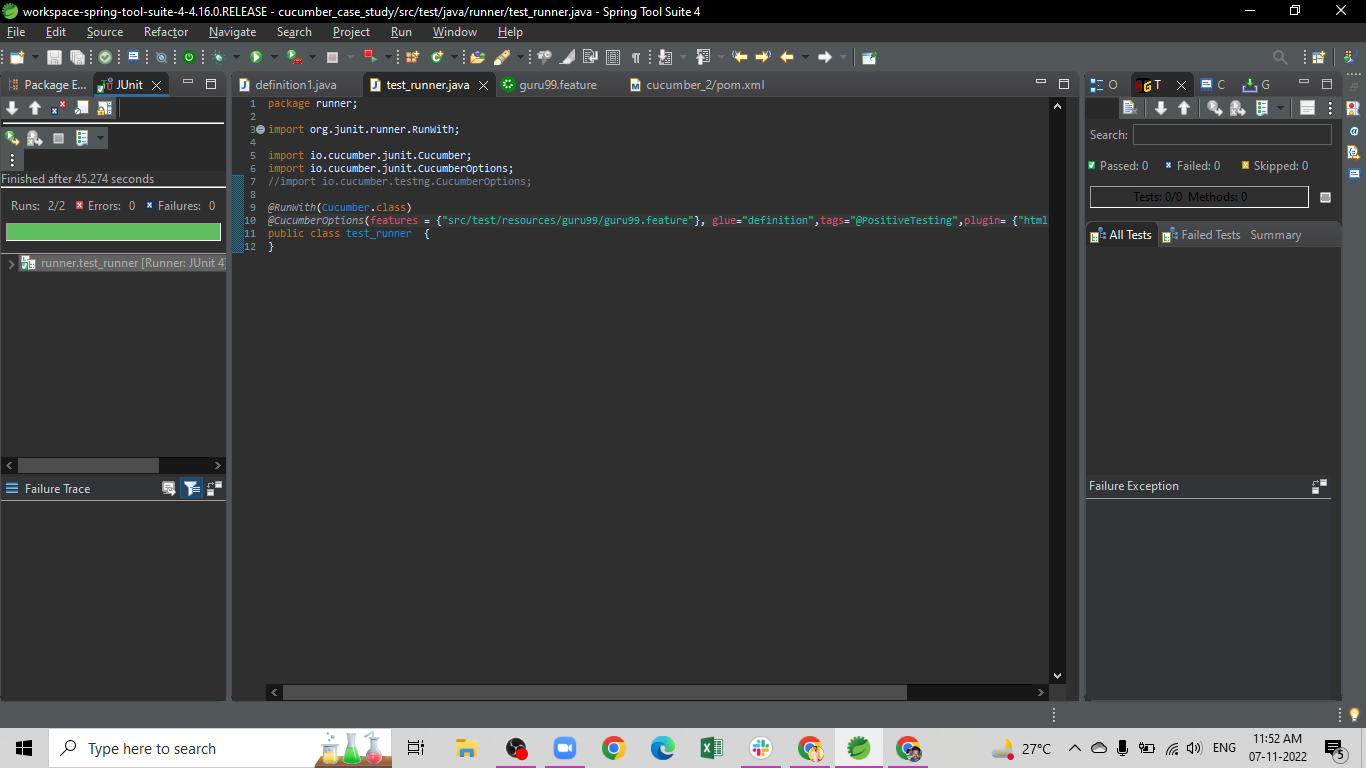 workspace-spring-tool-suite-4-4.16.0.RELEASE - cucumber_case_study/src/test/java/runner/test_runner.java - Spring Tool Suite 4
File Edit Source Refactor Navigate Search Project Run Window Help
Package E... JUnit
definition1.java test_runner.java guru99.feature cucumber_2/pom.xml
O T C G
1 package runner;
2
3 import org.junit.runner.RunWith;
4
5 import io.cucumber.junit.Cucumber;
6 import io.cucumber.junit.CucumberOptions;
7 //import io.cucumber.testng.CucumberOptions;
8
9 @RunWith(Cucumber.class)
10 @CucumberOptions(features = {"src/test/resources/guru99/guru99.feature"}, glue="definition",tags="@PositiveTesting",plugin= {"html
11 public class test_runner {
12 }
Finished after 45.274 seconds
Runs: 2/2 Errors: 0 Failures: 0
runner.test_runner [Runner: JUnit 4]
Failure Trace
Search:
Passed: 0 Failed: 0 Skipped: 0
Tests: 0/0 Methods: 0
All Tests Failed Tests Summary
Failure Exception
Type here to search
27°C
ENG
11:52 AM
07-11-2022
5